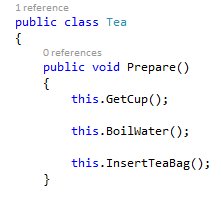 1 reference
public class Tea
{
0 references
public void Prepare()
{
this.GetCup();
this.BoilWater();
this.InsertTeaBag();
}